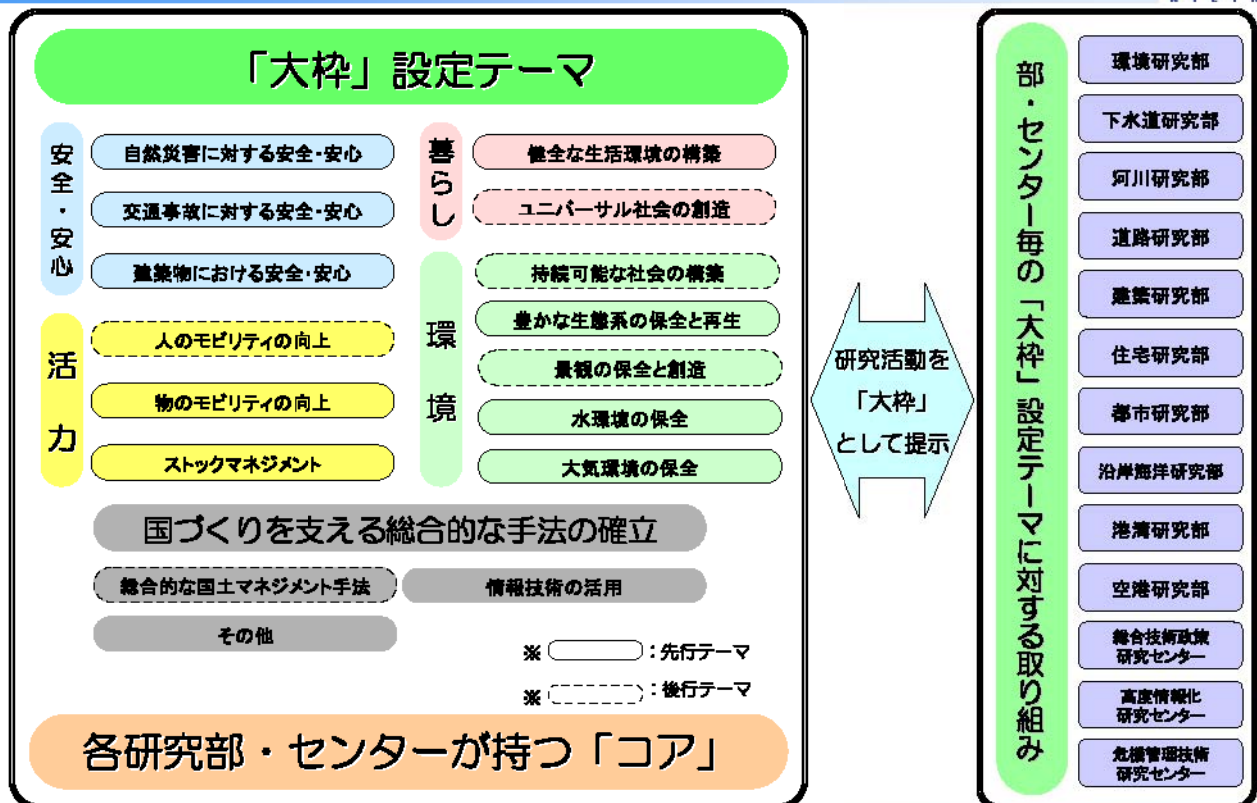 「大枠」設定テーマ
安全・安心
自然災害に対する安全・安心
交通事故に対する安全・安心
建築物における安全・安心
活力
人のモビリティの向上
物のモビリティの向上
ストックマネジメント
暮らし
健全な生活環境の構築
ユニバーサル社会の創造
環境
持続可能な社会の構築
豊かな生態系の保全と再生
景観の保全と創造
水環境の保全
大気環境の保全
国づくりを支える総合的な手法の確立
総合的な国土マネジメント手法
情報技術の活用
その他
※ :先行テーマ
※ :後行テーマ
各研究部・センターが持つ「コア」
研究活動を
「大枠」
として提示
部・センター毎の「大枠」設定テーマに対する取り組み
環境研究部
下水道研究部
河川研究部
道路研究部
建築研究部
住宅研究部
都市研究部
沿岸海洋研究部
港湾研究部
空港研究部
総合技術政策
研究センター
高度情報化
研究センター
危機管理技術
研究センター